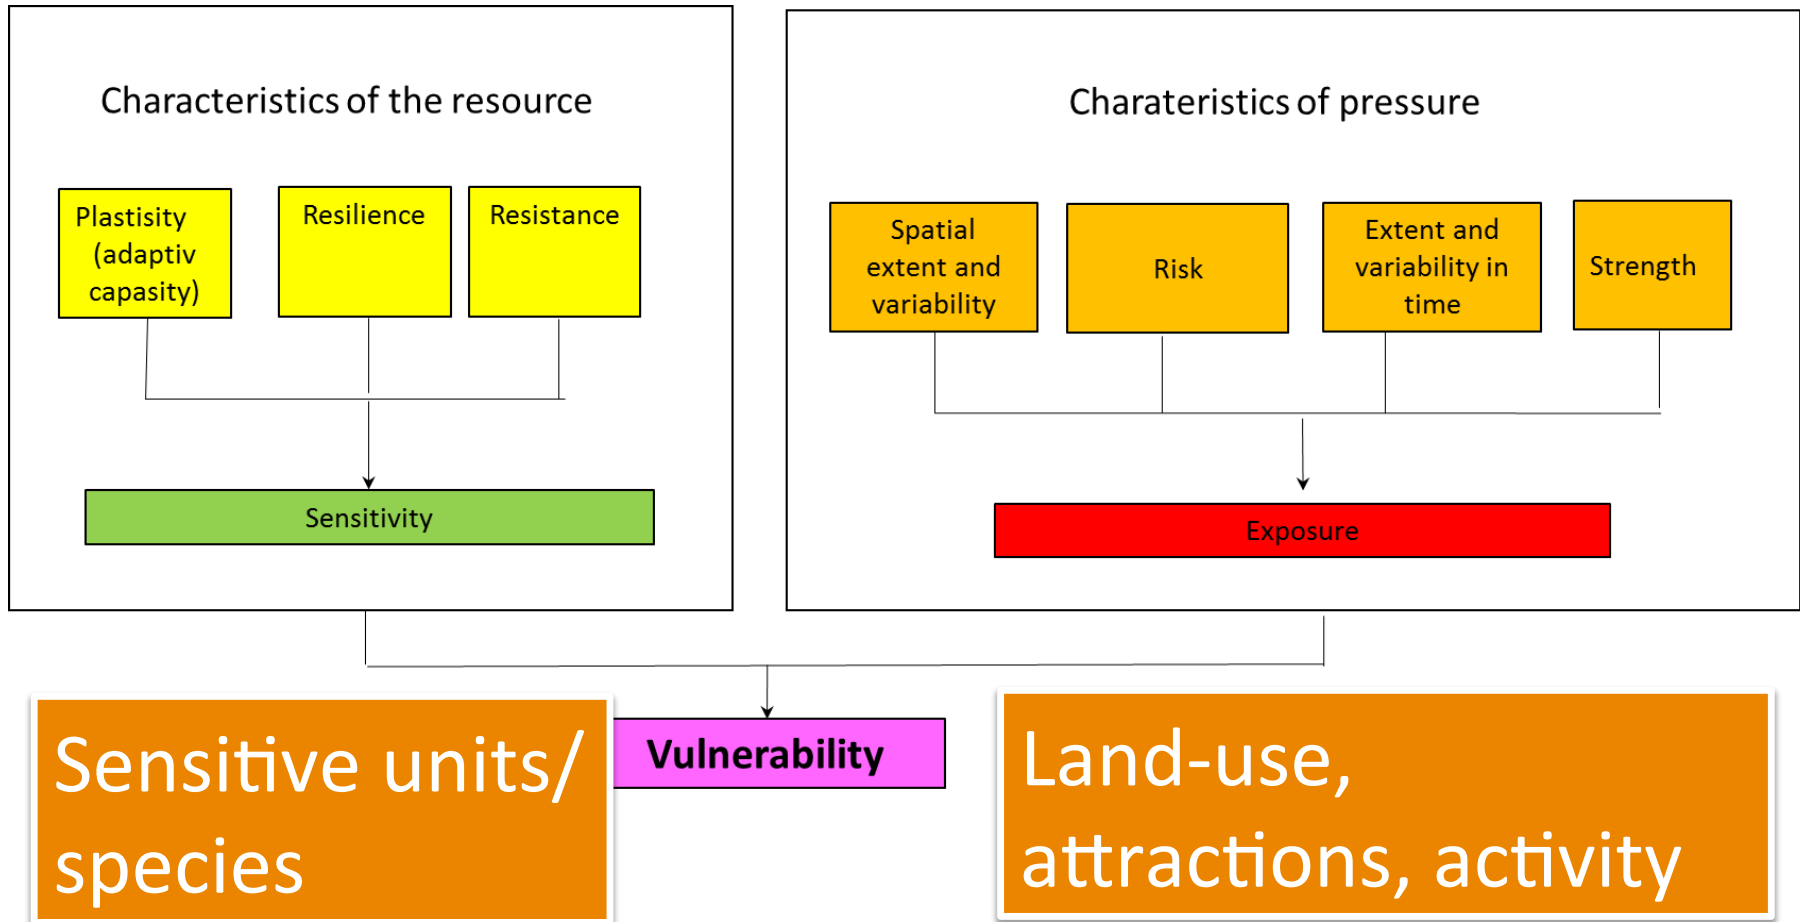 Characteristics of the resource
Plastisity
(adaptiv
capasity)
Resilience
Resistance
Sensitivity
Charateristics of pressure
Spatial
extent and
variability
Risk
Extent and
variability in
time
Strength
Exposure
Vulnerability
Sensitive units/
species
Land-use,
attractions, activity